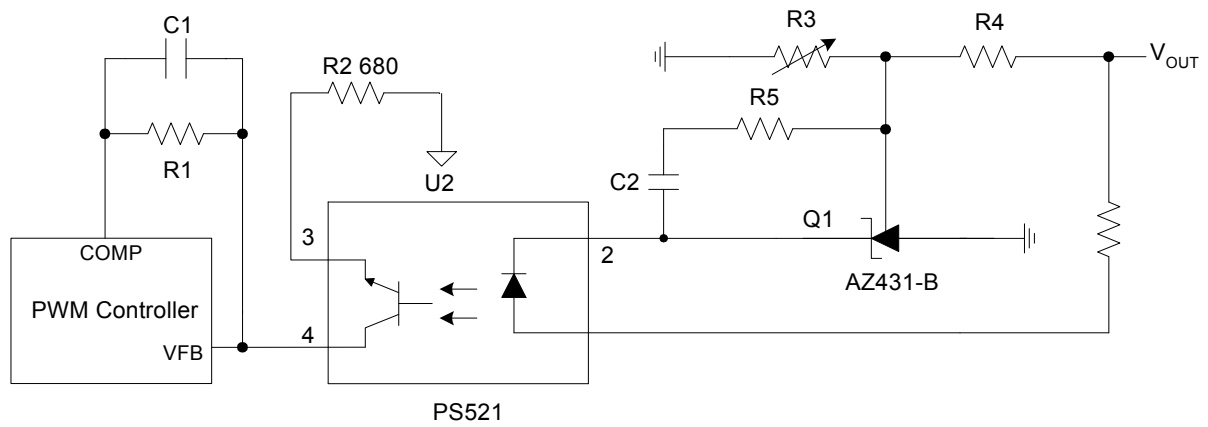 C1
R3
R4
V_OUT
R2 680
R5
R1
U2
C2
3
Q1
2
COMP
AZ431-B
PWM Controller
4
VFB
PS521